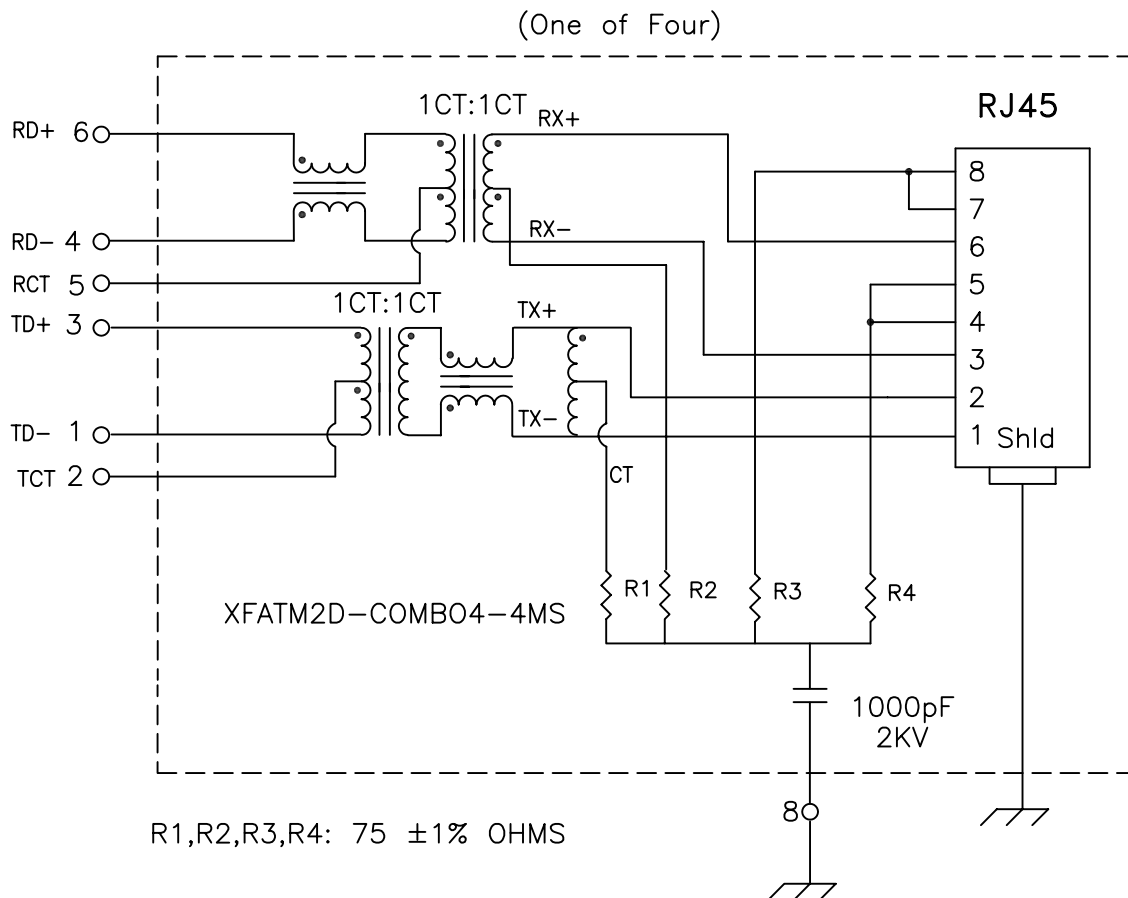 (One of Four)
1CT:1CT
RX+
RJ45
RD+ 6
8
7
RX-
6
RD- 4
RCT 5
5
1CT:1CT
TX+
TD+ 3
4
3
2
TX-
TD- 1
1 Shld
TCT 2
CT
R1
R2
R3
R4
XFATM2D-COMBO4-4MS
1000pF
2KV
8
R1,R2,R3,R4: 75 ±1% OHMS